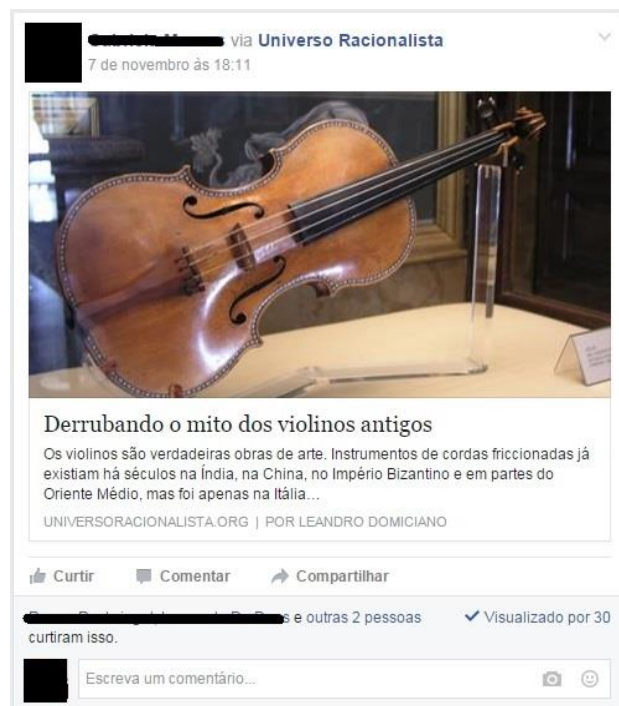 via Universo Racionalista
7 de novembro às 18:11
Derrubando o mito dos violinos antigos
Os violinos são verdadeiras obras de arte. Instrumentos de cordas friccionadas já
existiam há séculos na Índia, na China, no Império Bizantino e em partes do
Oriente Médio, mas foi apenas na Itália...
UNIVERSORACIONALISTA.ORG | POR LEANDRO DOMICIANO
Curtir Comentar Compartilhar
e outras 2 pessoas Visualizado por 30
curtiram isso.
Escreva um comentário...